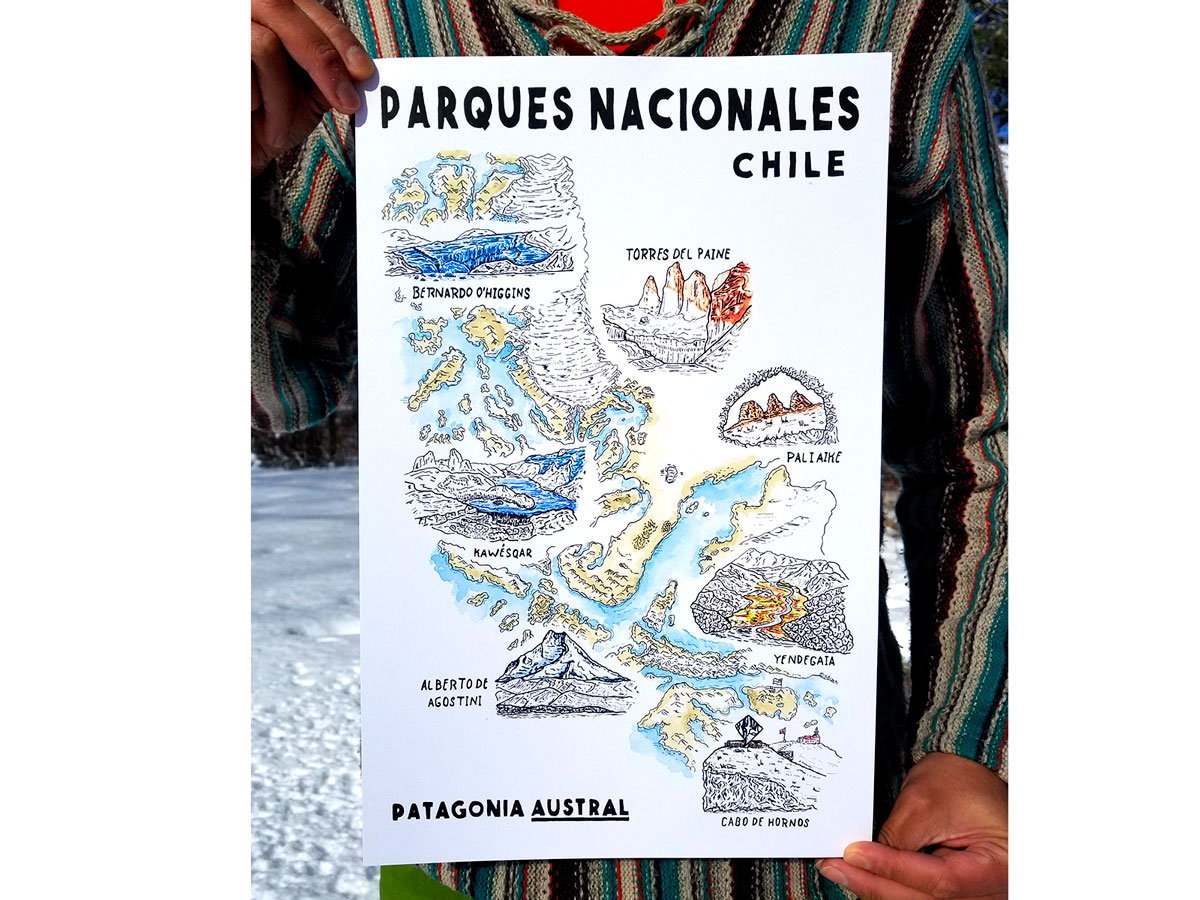 PARQUES NACIONALES
CHILE
TORRES DEL PAINE
BERNARDO O'HIGGINS
PALI AIKE
KAWÉSQAR
YENDEGAIA
ALBERTO DE
AGOSTINI
PATAGONIA AUSTRAL
CABO DE HORNOS